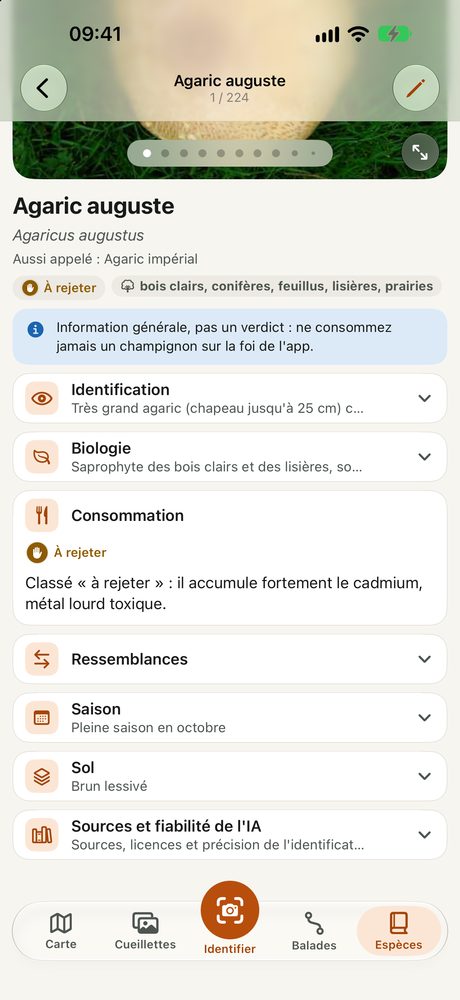 09:41
Agaric auguste
1 / 224
Agaric auguste
Agaricus augustus
Aussi appelé : Agaric impérial
À rejeter
bois clairs, conifères, feuillus, lisières, prairies
Information générale, pas un verdict : ne consommez
jamais un champignon sur la foi de l'app.
Identification
Très grand agaric (chapeau jusqu'à 25 cm) c...
Biologie
Saprophyte des bois clairs et des lisières, so...
Consommation
À rejeter
Classé « à rejeter » : il accumule fortement le cadmium,
métal lourd toxique.
Ressemblances
Saison
Pleine saison en octobre
Sol
Brun lessivé
Sources et fiabilité de l'IA
Sources, licences et précision de l'identificat...
Carte
Cueillettes
Identifier
Balades
Espèces